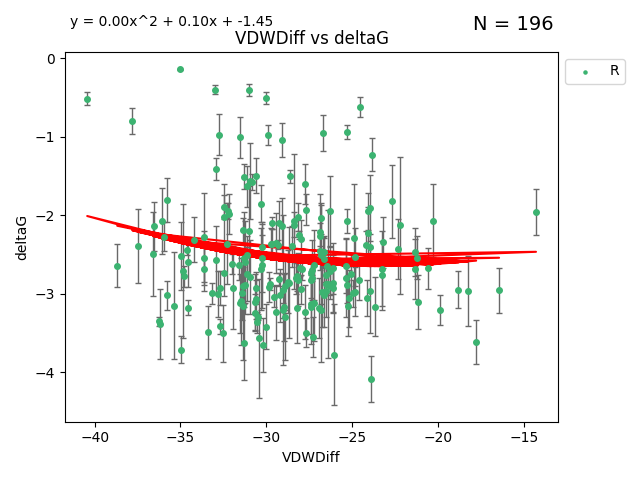 y = 0.00x^2 + 0.10x + -1.45
N = 196
VDWDiff vs deltaG
R
deltaG
0
−1
−2
−3
−4
−40 −35 −30 −25 −20 −15
VDWDiff